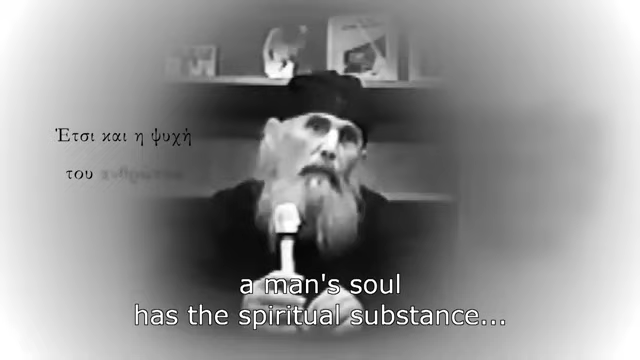 Έτσι και η ψυχή
του
a man's soul
has the spiritual substance...